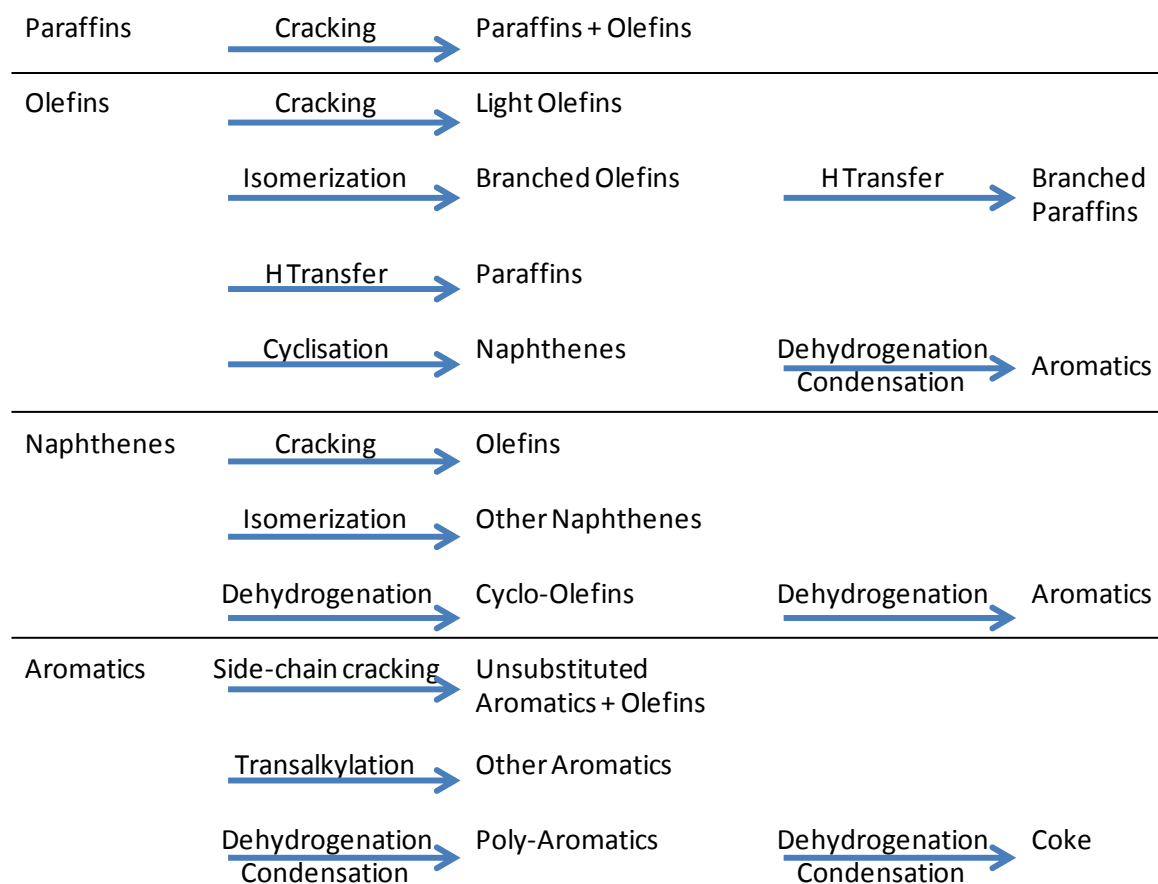 Paraffins Cracking Paraffins + Olefins
Olefins Cracking Light Olefins
Isomerization Branched Olefins H Transfer Branched
Paraffins
H Transfer Paraffins
Cyclisation Naphthenes Dehydrogenation Aromatics
Condensation
Naphthenes Cracking Olefins
Isomerization Other Naphthenes
Dehydrogenation Cyclo-Olefins Dehydrogenation Aromatics
Aromatics Side-chain cracking Unsubstituted
Aromatics + Olefins
Transalkylation Other Aromatics
Dehydrogenation Poly-Aromatics Dehydrogenation Coke
Condensation Condensation